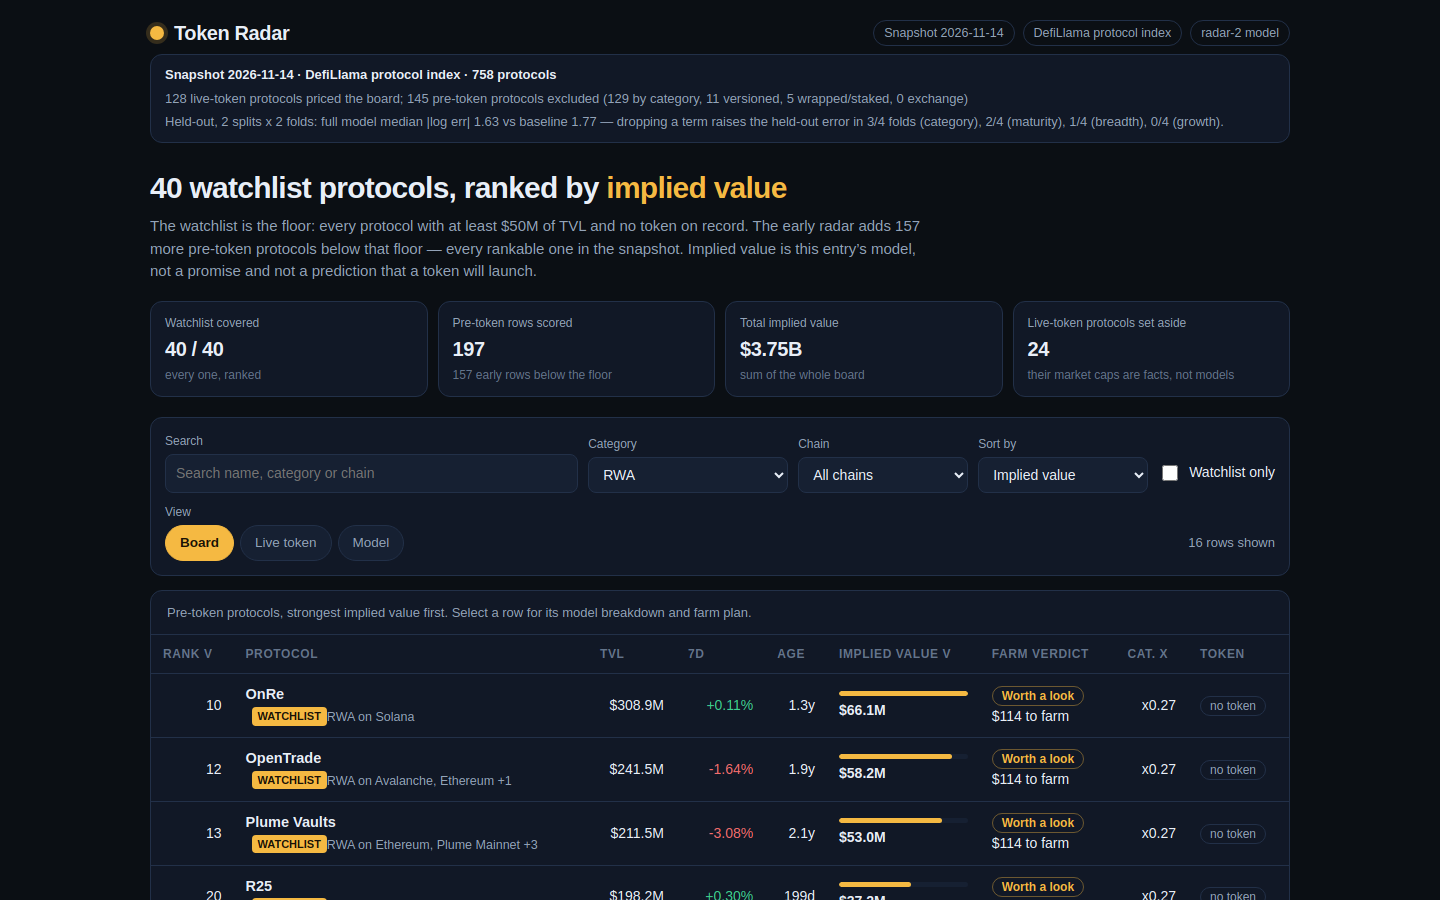 Token Radar
Snapshot 2026-11-14
DefiLlama protocol index
radar-2 model
Snapshot 2026-11-14 · DefiLlama protocol index · 758 protocols
128 live-token protocols priced the board; 145 pre-token protocols excluded (129 by category, 11 versioned, 5 wrapped/staked, 0 exchange)
Held-out, 2 splits x 2 folds: full model median |log err| 1.63 vs baseline 1.77 — dropping a term raises the held-out error in 3/4 folds (category), 2/4 (maturity), 1/4 (breadth), 0/4 (growth).
40 watchlist protocols, ranked by implied value
The watchlist is the floor: every protocol with at least $50M of TVL and no token on record. The early radar adds 157
more pre-token protocols below that floor — every rankable one in the snapshot. Implied value is this entry's model,
not a promise and not a prediction that a token will launch.
Watchlist covered
40 / 40
every one, ranked
Pre-token rows scored
197
157 early rows below the floor
Total implied value
$3.75B
sum of the whole board
Live-token protocols set aside
24
their market caps are facts, not models
Search
Search name, category or chain
Category
RWA
Chain
All chains
Sort by
Implied value
Watchlist only
View
Board
Live token
Model
16 rows shown
Pre-token protocols, strongest implied value first. Select a row for its model breakdown and farm plan.
RANK V PROTOCOL TVL 7D AGE IMPLIED VALUE V FARM VERDICT CAT. X TOKEN
10 OnRe WATCHLIST RWA on Solana $308.9M +0.11% 1.3y $66.1M Worth a look $114 to farm x0.27 no token
12 OpenTrade WATCHLIST RWA on Avalanche, Ethereum +1 $241.5M -1.64% 1.9y $58.2M Worth a look $114 to farm x0.27 no token
13 Plume Vaults WATCHLIST RWA on Ethereum, Plume Mainnet +3 $211.5M -3.08% 2.1y $53.0M Worth a look $114 to farm x0.27 no token
20 R25 $198.2M +0.30% 199d $37.2M Worth a look x0.27 no token